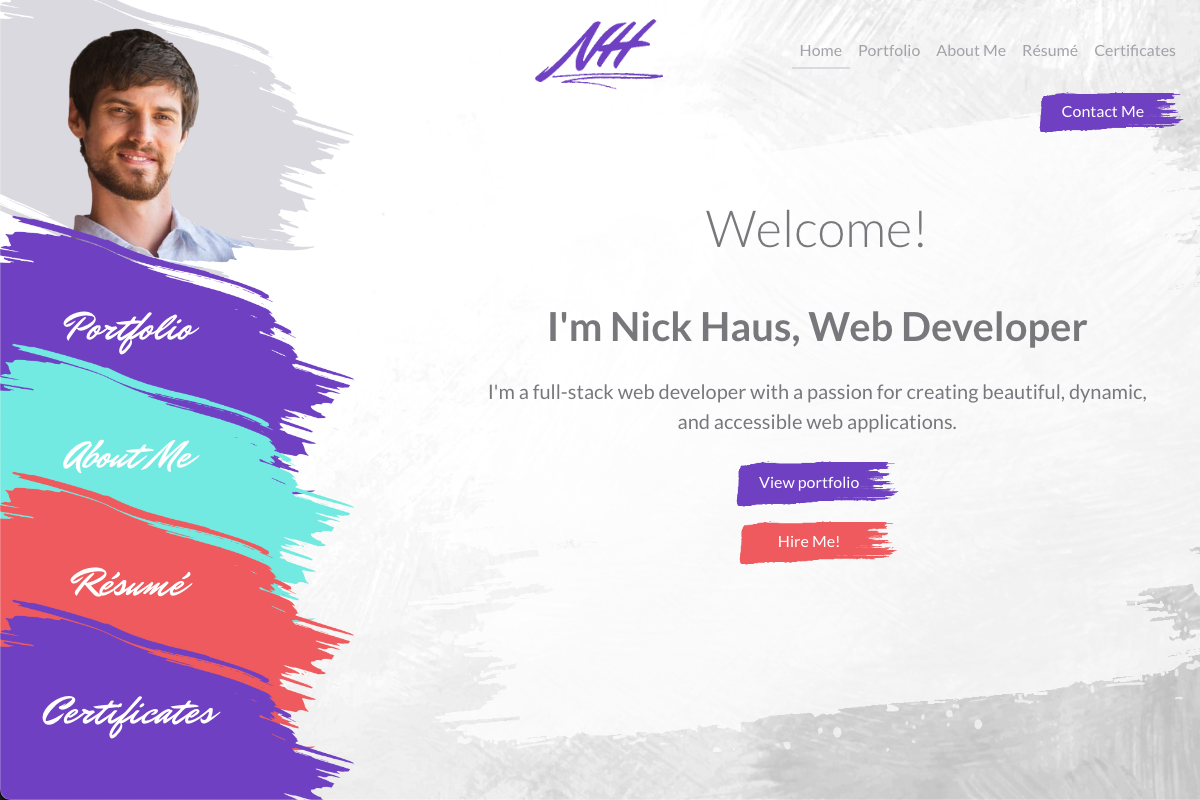 NH
Home Portfolio About Me Résumé Certificates
Contact Me
Welcome!
I'm Nick Haus, Web Developer
I'm a full-stack web developer with a passion for creating beautiful, dynamic,
and accessible web applications.
View portfolio
Hire Me!
Portfolio
About Me
Résumé
Certificates